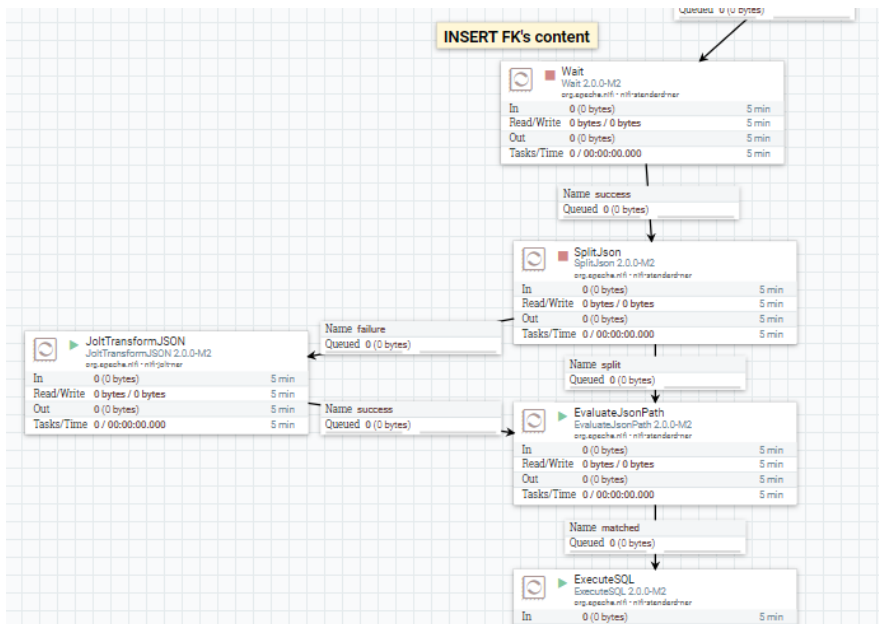 Queued 0 (0 bytes)
INSERT FK's content
Wait
Wait 2.0.0-M2
org.apache.nifi - nifi-standard-nar
In 0 (0 bytes) 5 min
Read/Write 0 bytes / 0 bytes 5 min
Out 0 (0 bytes) 5 min
Tasks/Time 0 / 00:00:00.000 5 min
Name success
Queued 0 (0 bytes)
SplitJson
SplitJson 2.0.0-M2
org.apache.nifi - nifi-standard-nar
In 0 (0 bytes) 5 min
Read/Write 0 bytes / 0 bytes 5 min
Out 0 (0 bytes) 5 min
Tasks/Time 0 / 00:00:00.000 5 min
Name failure
Queued 0 (0 bytes)
JoltTransformJSON
JoltTransformJSON 2.0.0-M2
org.apache.nifi - nifi-jolt-nar
In 0 (0 bytes) 5 min
Read/Write 0 bytes / 0 bytes 5 min
Out 0 (0 bytes) 5 min
Tasks/Time 0 / 00:00:00.000 5 min
Name split
Queued 0 (0 bytes)
Name success
Queued 0 (0 bytes)
EvaluateJsonPath
EvaluateJsonPath 2.0.0-M2
org.apache.nifi - nifi-standard-nar
In 0 (0 bytes) 5 min
Read/Write 0 bytes / 0 bytes 5 min
Out 0 (0 bytes) 5 min
Tasks/Time 0 / 00:00:00.000 5 min
Name matched
Queued 0 (0 bytes)
ExecuteSQL
ExecuteSQL 2.0.0-M2
org.apache.nifi - nifi-standard-nar
In 0 (0 bytes) 5 min